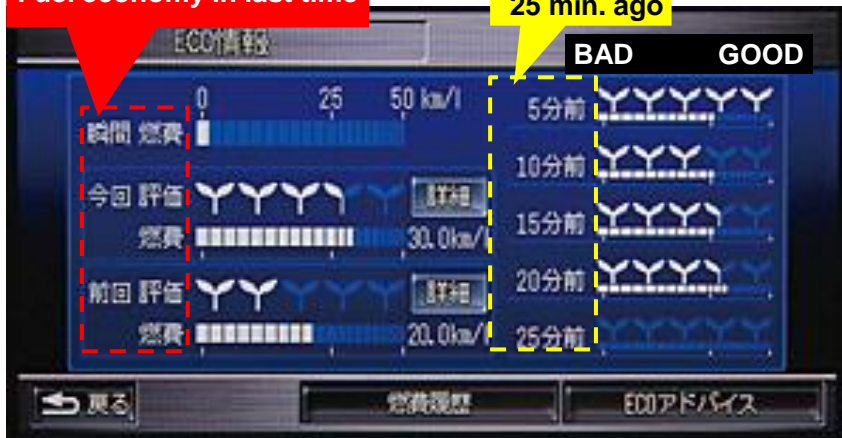 Fuel economy in last time
25 min. ago
ECO情報
BAD GOOD
0 25 50 km/l
瞬間 燃費
今回 評価 詳細
燃費 30.0km/l
前回 評価 詳細
燃費 20.0km/l
5分前
10分前
15分前
20分前
25分前
戻る 燃費履歴 ECOアドバイス